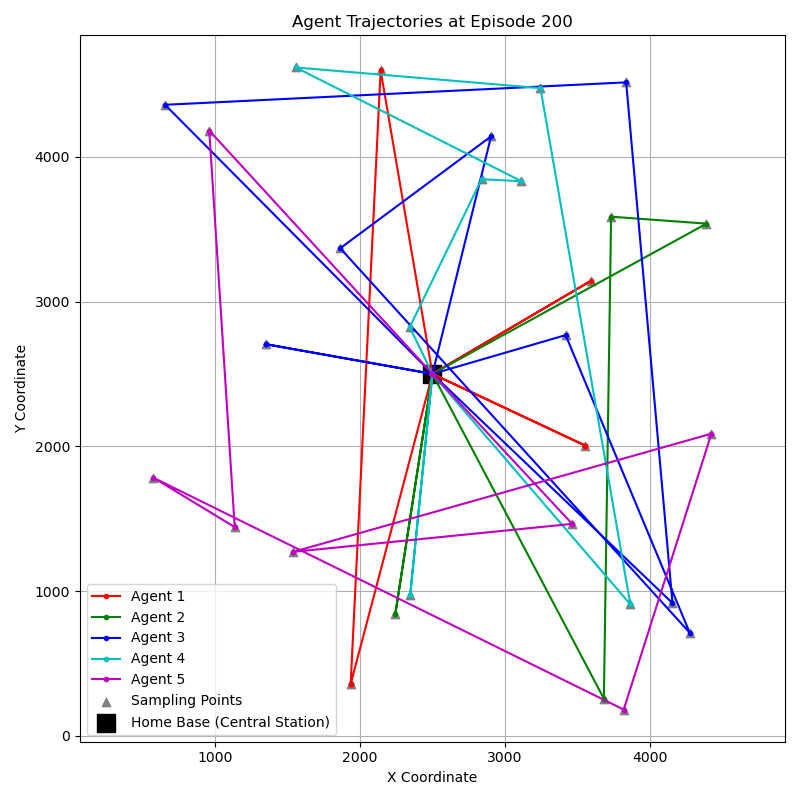 Agent Trajectories at Episode 200
Y Coordinate
4000
3000
2000
1000
0
Agent 1
Agent 2
Agent 3
Agent 4
Agent 5
Sampling Points
Home Base (Central Station)
1000 2000 3000 4000
X Coordinate